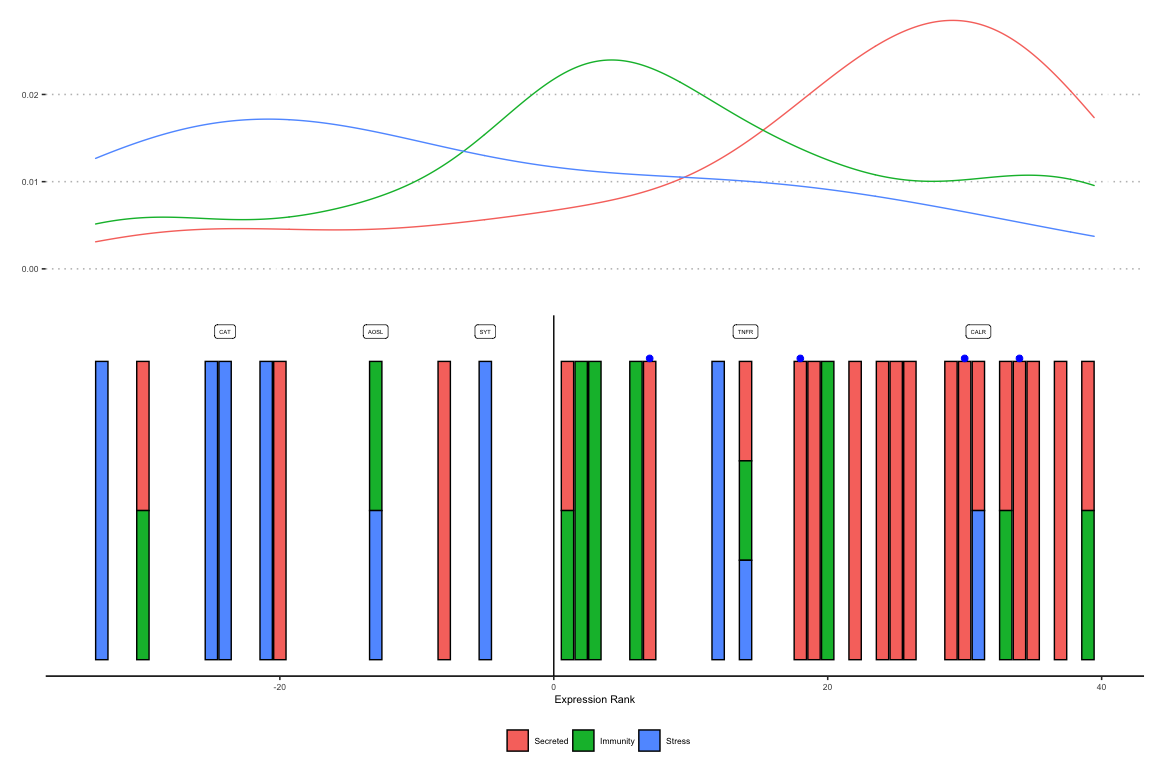 0.02
0.01
0.00
CAT AOSL SYT TNFR CALR
-20 0 20 40
Expression Rank
Secreted Immunity Stress